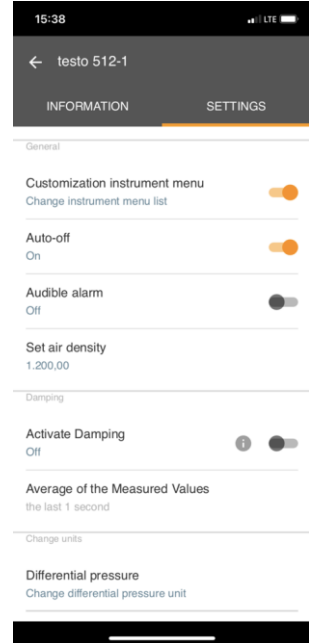 15:38 LTE
← testo 512-1
INFORMATION SETTINGS
General
Customization instrument menu
Change instrument menu list
Auto-off
On
Audible alarm
Off
Set air density
1.200,00
Damping
Activate Damping
Off
Average of the Measured Values
the last 1 second
Change units
Differential pressure
Change differential pressure unit